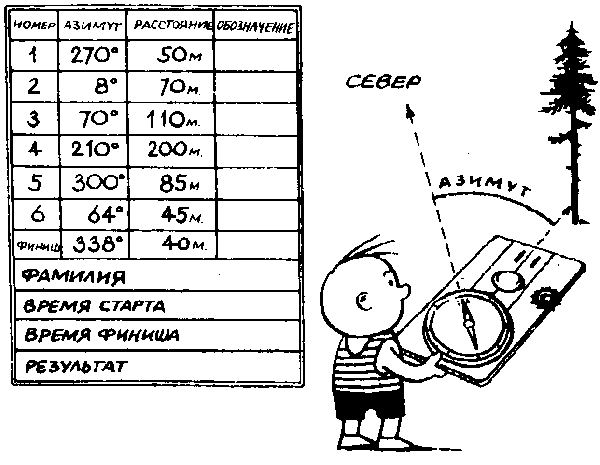 НОМЕР АЗИМУТ РАССТОЯНИЕ ОБОЗНАЧЕНИЕ
1 270° 50м
2 8° 70м.
3 70° 110м.
4 210° 200м.
5 300° 85м
6 64° 45м.
ФИНИШ 338° 40м.
ФАМИЛИЯ
ВРЕМЯ СТАРТА
ВРЕМЯ ФИНИША
РЕЗУЛЬТАТ
СЕВЕР
АЗИМУТ